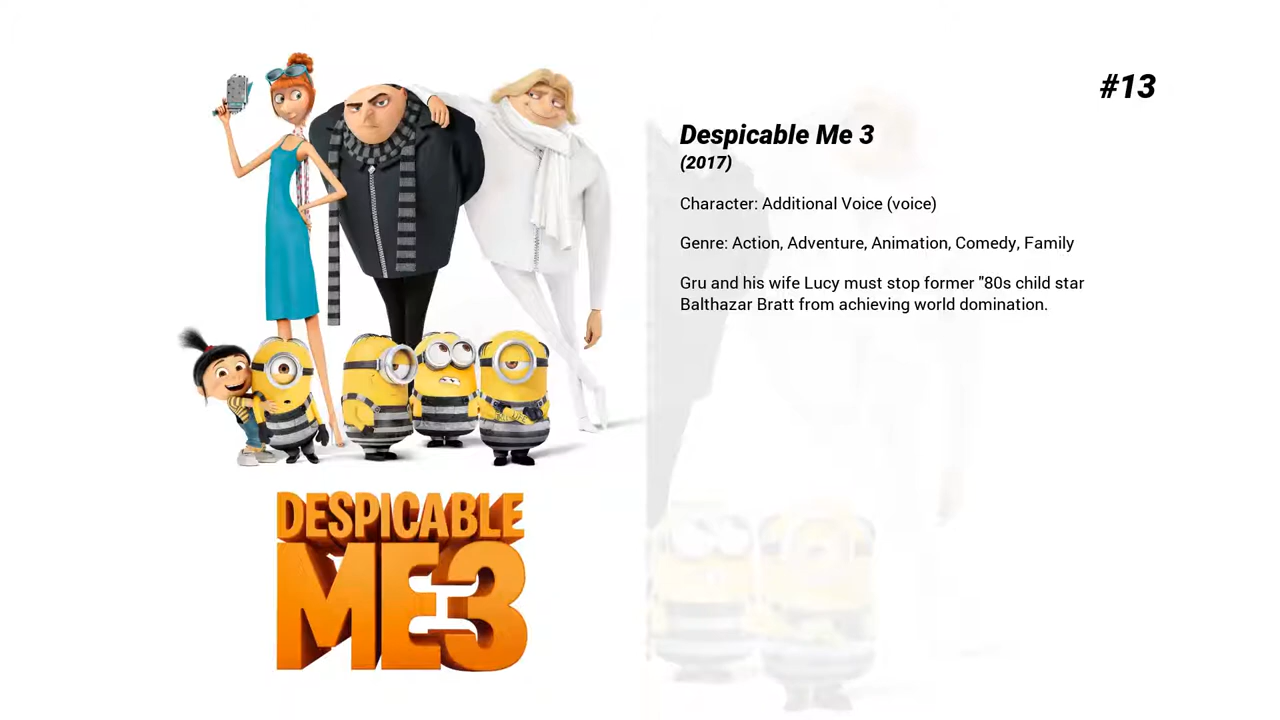 #13
Despicable Me 3
(2017)
Character: Additional Voice (voice)
Genre: Action, Adventure, Animation, Comedy, Family
Gru and his wife Lucy must stop former "80s child star
Balthazar Bratt from achieving world domination.
DESPICABLE
ME3